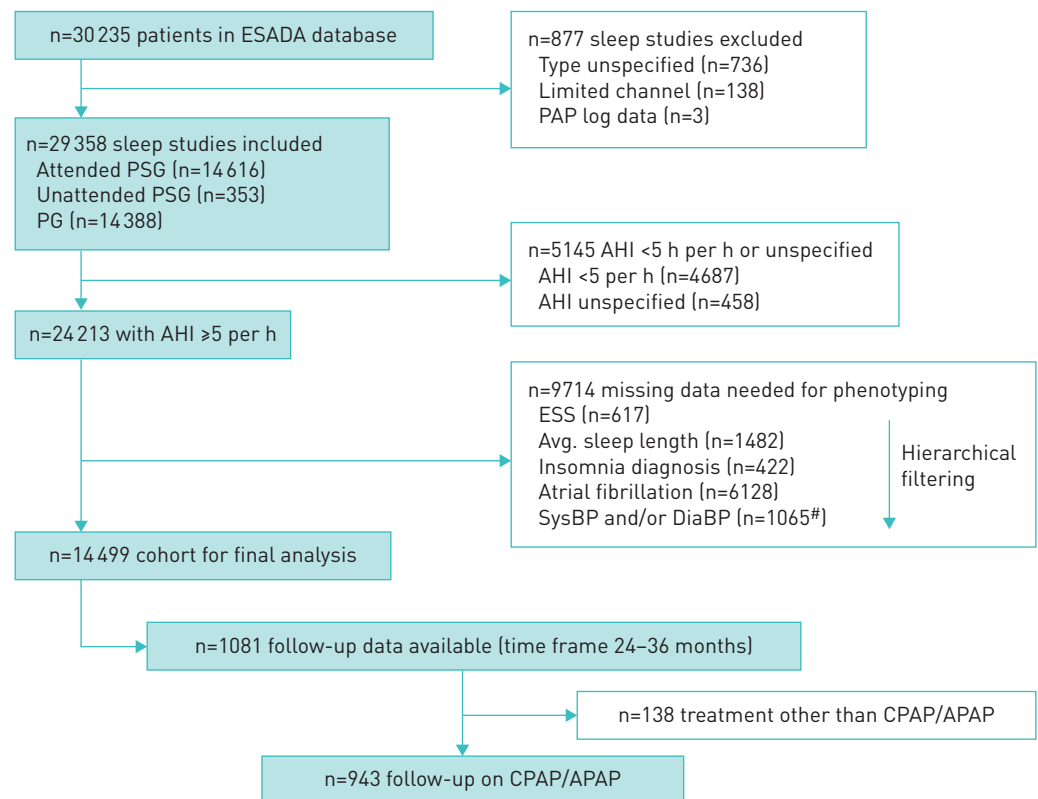 n=30 235 patients in ESADA database
n=877 sleep studies excluded
Type unspecified (n=736)
Limited channel (n=138)
PAP log data (n=3)
n=29 358 sleep studies included
Attended PSG (n=14 616)
Unattended PSG (n=353)
PG (n=14 388)
n=5145 AHI <5 h per h or unspecified
AHI <5 per h (n=4687)
AHI unspecified (n=458)
n=24 213 with AHI ⩾5 per h
n=9714 missing data needed for phenotyping
ESS (n=617)
Avg. sleep length (n=1482)
Insomnia diagnosis (n=422)
Atrial fibrillation (n=6128)
SysBP and/or DiaBP (n=1065#)
Hierarchical
filtering
n=14 499 cohort for final analysis
n=1081 follow-up data available (time frame 24–36 months)
n=138 treatment other than CPAP/APAP
n=943 follow-up on CPAP/APAP